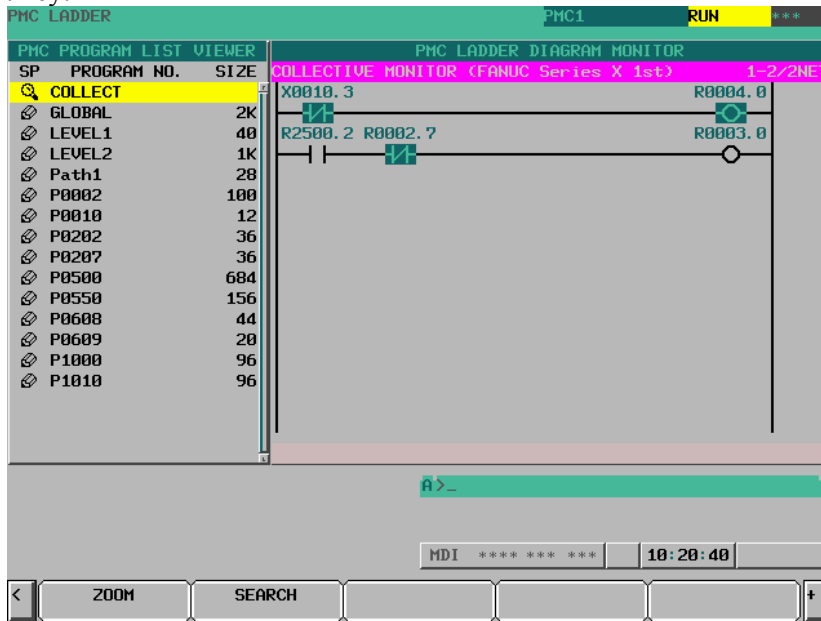 PMC LADDER PMC1 RUN ***
PMC PROGRAM LIST VIEWER
SP PROGRAM NO. SIZE
COLLECT
GLOBAL 2K
LEVEL1 40
LEVEL2 1K
Path1 28
P0002 100
P0010 12
P0202 36
P0207 36
P0500 684
P0550 156
P0608 44
P0609 20
P1000 96
P1010 96
PMC LADDER DIAGRAM MONITOR
COLLECTIVE MONITOR (FANUC Series X 1st) 1-2/2NE
X0010.3 R0004.0
R2500.2 R0002.7 R0003.0
A>_
MDI **** *** *** 10:20:40
< ZOOM SEARCH +